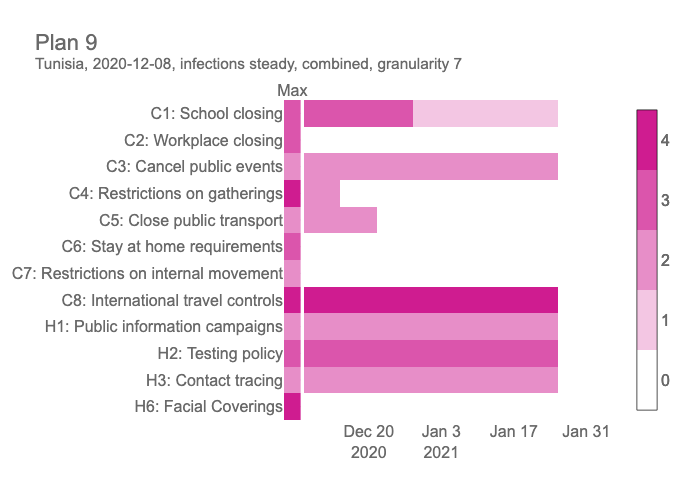 Plan 9
Tunisia, 2020-12-08, infections steady, combined, granularity 7
Max
C1: School closing
C2: Workplace closing
C3: Cancel public events
C4: Restrictions on gatherings
C5: Close public transport
C6: Stay at home requirements
C7: Restrictions on internal movement
C8: International travel controls
H1: Public information campaigns
H2: Testing policy
H3: Contact tracing
H6: Facial Coverings
Dec 20 Jan 3 Jan 17 Jan 31
2020 2021
4
3
2
1
0